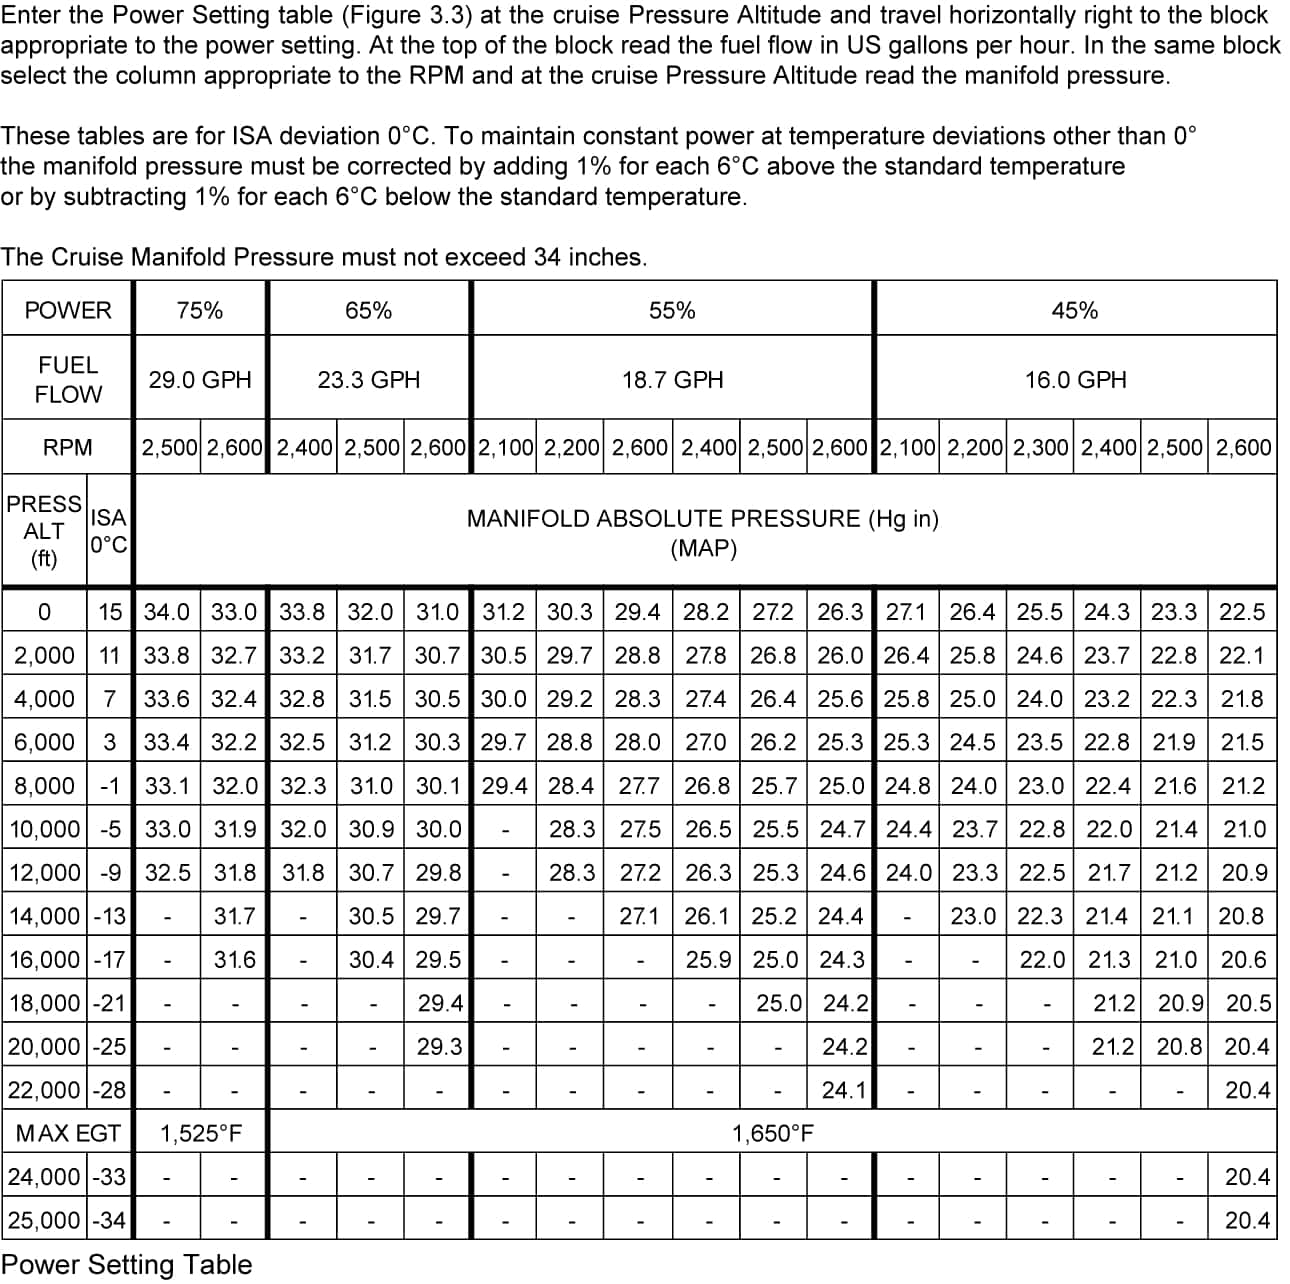 Enter the Power Setting table (Figure 3.3) at the cruise Pressure Altitude and travel horizontally right to the block
appropriate to the power setting. At the top of the block read the fuel flow in US gallons per hour. In the same block
select the column appropriate to the RPM and at the cruise Pressure Altitude read the manifold pressure.
These tables are for ISA deviation 0°C. To maintain constant power at temperature deviations other than 0°
the manifold pressure must be corrected by adding 1% for each 6°C above the standard temperature
or by subtracting 1% for each 6°C below the standard temperature.
The Cruise Manifold Pressure must not exceed 34 inches.
POWER 75% 65% 55% 45%
FUEL
FLOW 29.0 GPH 23.3 GPH 18.7 GPH 16.0 GPH
RPM 2,500 2,600 2,400 2,500 2,600 2,100 2,200 2,600 2,400 2,500 2,600 2,100 2,200 2,300 2,400 2,500 2,600
PRESS
ALT
(ft)
ISA
0°C
MANIFOLD ABSOLUTE PRESSURE (Hg in)
(MAP)
0 15 34.0 33.0 33.8 32.0 31.0 31.2 30.3 29.4 28.2 27.2 26.3 27.1 26.4 25.5 24.3 23.3 22.5
2,000 11 33.8 32.7 33.2 31.7 30.7 30.5 29.7 28.8 27.8 26.8 26.0 26.4 25.8 24.6 23.7 22.8 22.1
4,000 7 33.6 32.4 32.8 31.5 30.5 30.0 29.2 28.3 27.4 26.4 25.6 25.8 25.0 24.0 23.2 22.3 21.8
6,000 3 33.4 32.2 32.5 31.2 30.3 29.7 28.8 28.0 27.0 26.2 25.3 25.3 24.5 23.5 22.8 21.9 21.5
8,000 -1 33.1 32.0 32.3 31.0 30.1 29.4 28.4 27.7 26.8 25.7 25.0 24.8 24.0 23.0 22.4 21.6 21.2
10,000 -5 33.0 31.9 32.0 30.9 30.0 - 28.3 27.5 26.5 25.5 24.7 24.4 23.7 22.8 22.0 21.4 21.0
12,000 -9 32.5 31.8 31.8 30.7 29.8 - 28.3 27.2 26.3 25.3 24.6 24.0 23.3 22.5 21.7 21.2 20.9
14,000 -13 - 31.7 - 30.5 29.7 - - 27.1 26.1 25.2 24.4 - 23.0 22.3 21.4 21.1 20.8
16,000 -17 - 31.6 - 30.4 29.5 - - - 25.9 25.0 24.3 - - 22.0 21.3 21.0 20.6
18,000 -21 - - - - 29.4 - - - - 25.0 24.2 - - - 21.2 20.9 20.5
20,000 -25 - - - - 29.3 - - - - - 24.2 - - - 21.2 20.8 20.4
22,000 -28 - - - - - - - - - - 24.1 - - - - - 20.4
MAX EGT 1,525°F 1,650°F
24,000 -33 - - - - - - - - - - - - - - - - 20.4
25,000 -34 - - - - - - - - - - - - - - - - 20.4
Power Setting Table